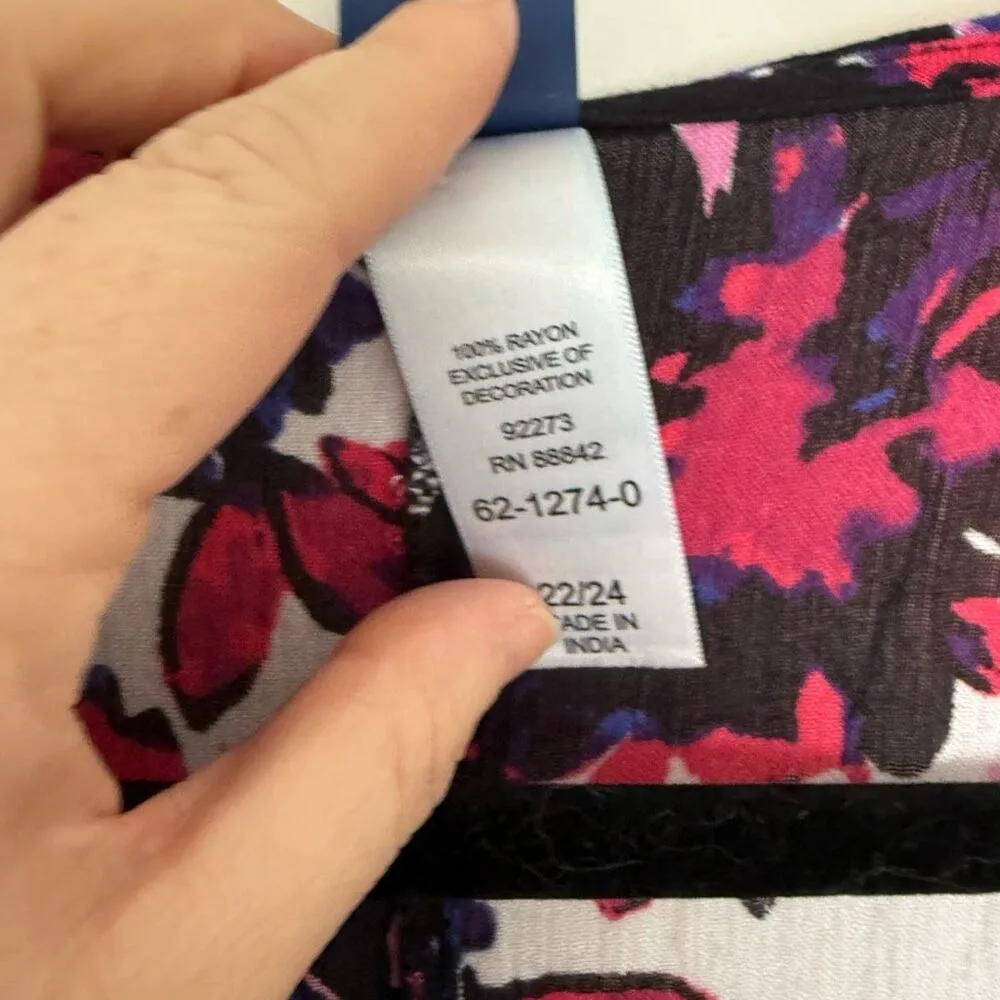 100% RAYON
EXCLUSIVE OF
DECORATION
92273
RN 88842
62-1274-0
22/24
ADE IN
INDIA